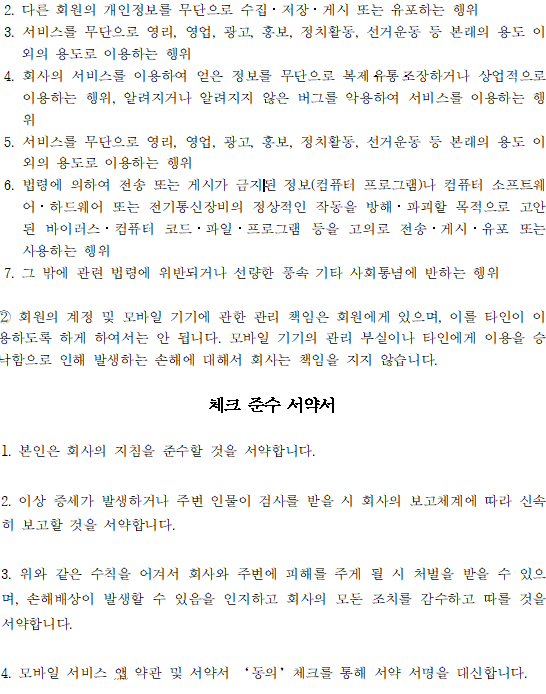 2. 다른 회원의 개인정보를 무단으로 수집·저장·게시 또는 유포하는 행위
3. 서비스를 무단으로 영리, 영업, 광고, 홍보, 정치활동, 선거운동 등 본래의 용도 이
외의 용도로 이용하는 행위
4. 회사의 서비스를 이용하여 얻은 정보를 무단으로 복제·유통·조장하거나 상업적으로
이용하는 행위, 알려지거나 알려지지 않은 버그를 악용하여 서비스를 이용하는 행
위
5. 서비스를 무단으로 영리, 영업, 광고, 홍보, 정치활동, 선거운동 등 본래의 용도 이
외의 용도로 이용하는 행위
6. 법령에 의하여 전송 또는 게시가 금지된 정보(컴퓨터 프로그램)나 컴퓨터 소프트웨
어·하드웨어 또는 전기통신장비의 정상적인 작동을 방해·파괴할 목적으로 고안
된 바이러스·컴퓨터 코드·파일·프로그램 등을 고의로 전송·게시·유포 또는
사용하는 행위
7. 그 밖에 관련 법령에 위반되거나 선량한 풍속 기타 사회통념에 반하는 행위
② 회원의 계정 및 모바일 기기에 관한 관리 책임은 회원에게 있으며, 이를 타인이 이
용하도록 하게 하여서는 안 됩니다. 모바일 기기의 관리 부실이나 타인에게 이용을 승
낙함으로 인해 발생하는 손해에 대해서 회사는 책임을 지지 않습니다.
체크 준수 서약서
1. 본인은 회사의 지침을 준수할 것을 서약합니다.
2. 이상 증세가 발생하거나 주변 인물이 검사를 받을 시 회사의 보고체계에 따라 신속
히 보고할 것을 서약합니다.
3. 위와 같은 수칙을 어겨서 회사와 주변에 피해를 주게 될 시 처벌을 받을 수 있으
며, 손해배상이 발생할 수 있음을 인지하고 회사의 모든 조치를 감수하고 따를 것을
서약합니다.
4. 모바일 서비스 앱 약관 및 서약서 ‘동의’체크를 통해 서약 서명을 대신합니다.